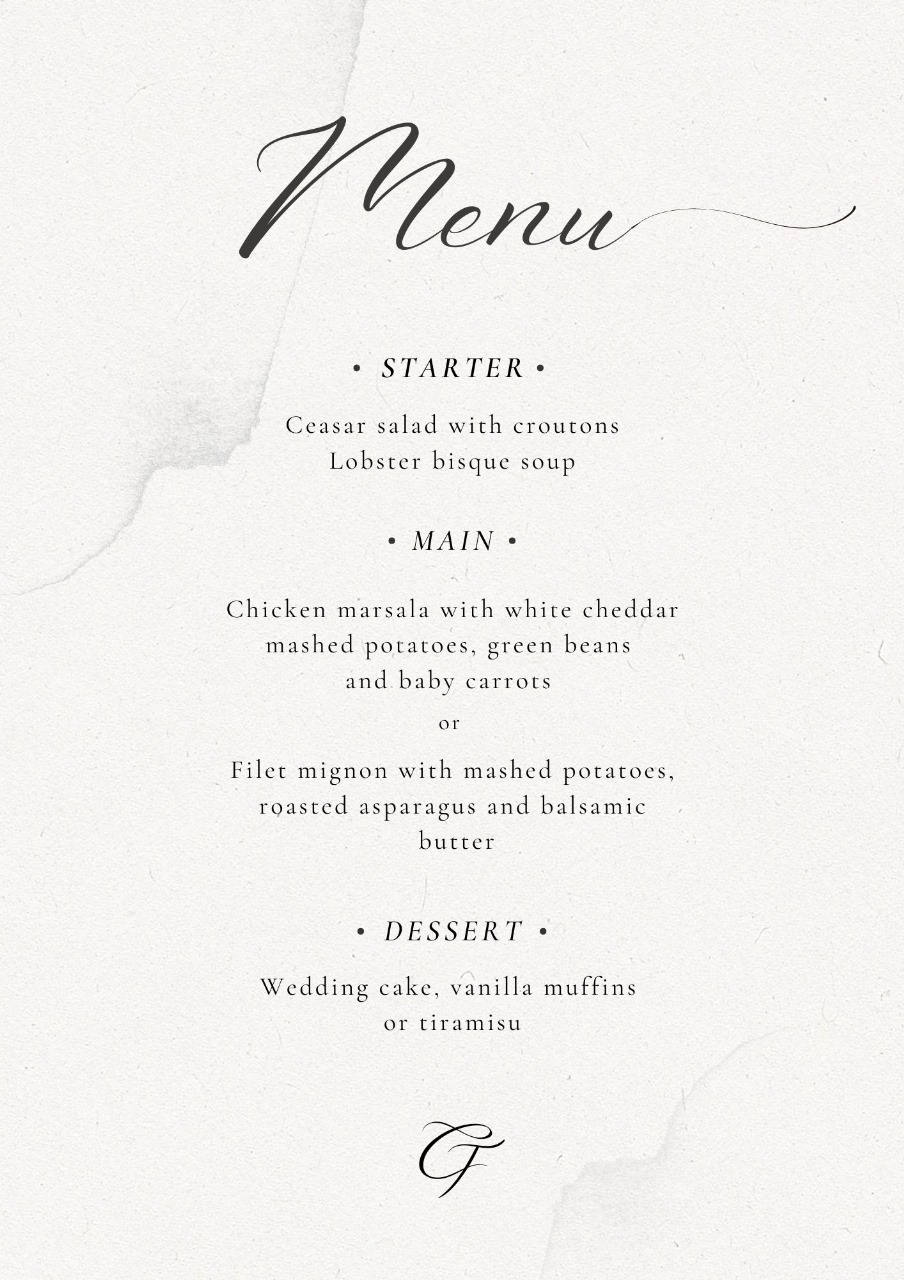 Menu
• STARTER •
Ceasar salad with croutons
Lobster bisque soup
• MAIN •
Chicken marsala with white cheddar
mashed potatoes, green beans
and baby carrots
or
Filet mignon with mashed potatoes,
roasted asparagus and balsamic
butter
• DESSERT •
Wedding cake, vanilla muffins
or tiramisu